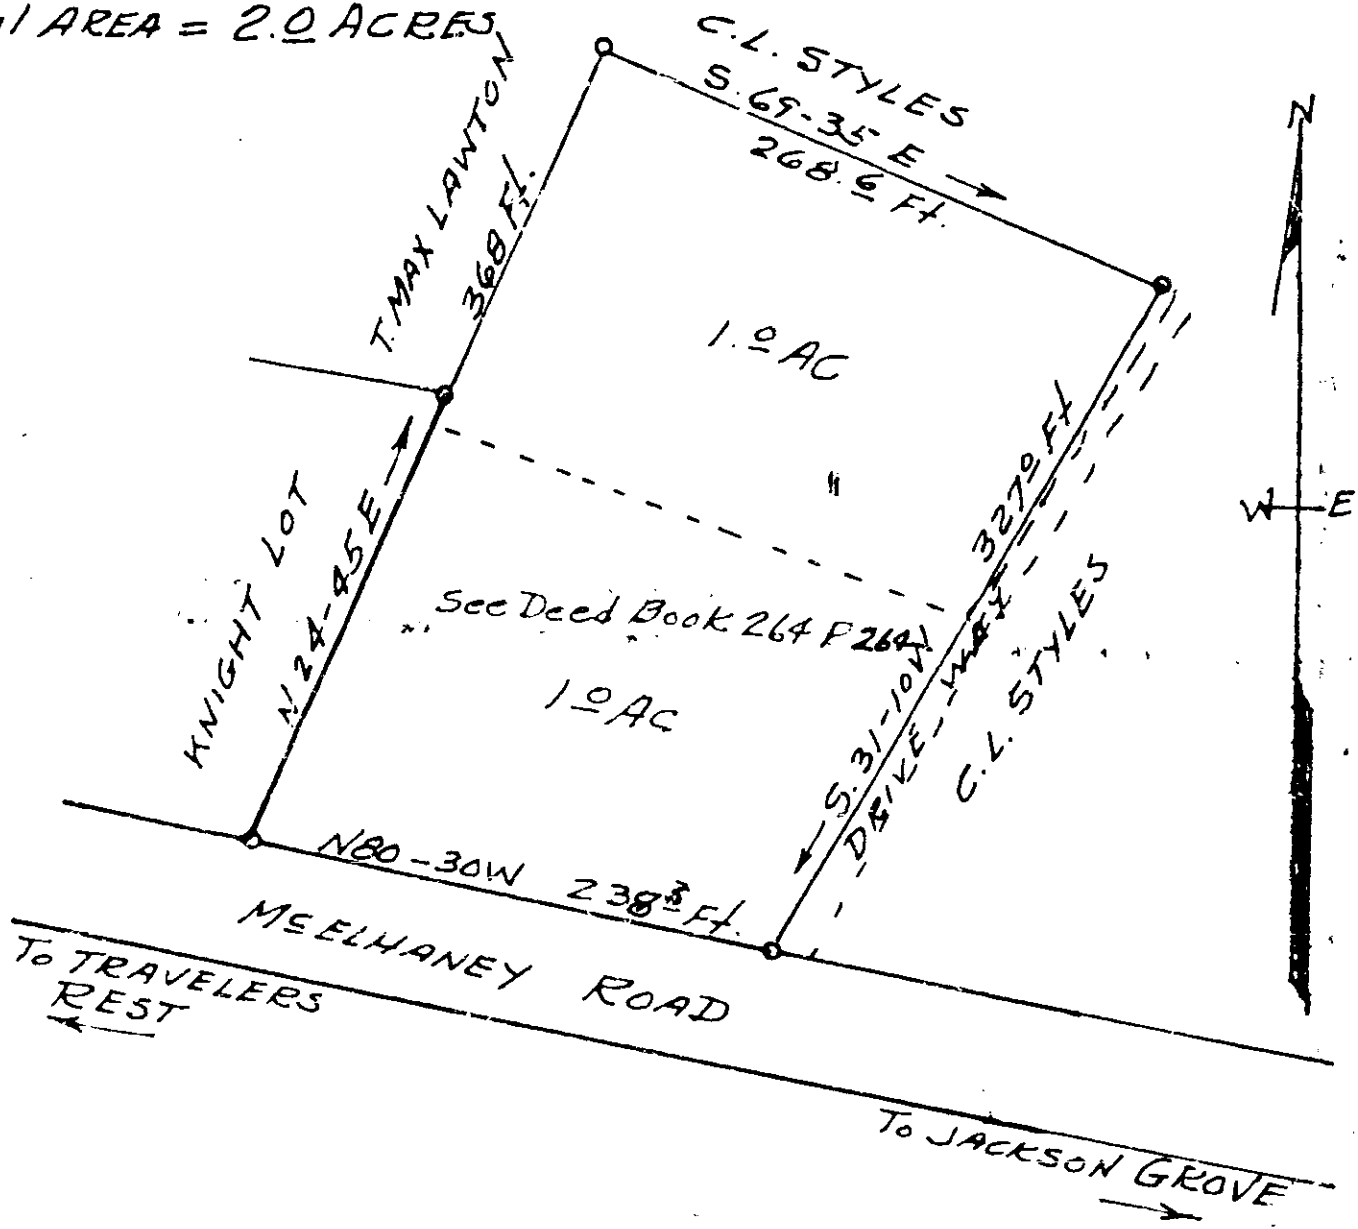 AREA = 2.0 ACRES
C.L. STYLES
S.69-35 E
268.6 Ft.
T. MAX LAWTON
368 Ft.
1.0 AC
N
W E
327.0 Ft
KNIGHT LOT
N 24-45 E
See Deed Book 264 P 264
1.0 AC
S.31-10W
DRIVE WAY
C.L. STYLES
N80-30W 238.3 Ft.
McELHANEY ROAD
To TRAVELERS
REST
To JACKSON GROVE